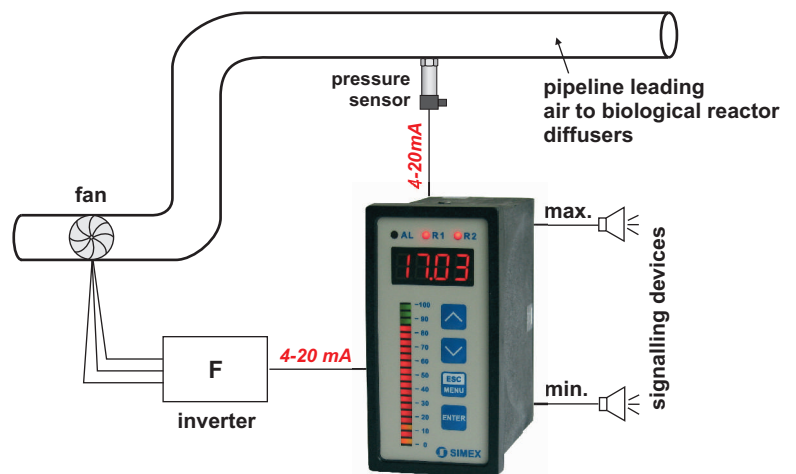 pressure
sensor
pipeline leading
air to biological reactor
diffusers
4-20mA
fan
max.
AL R1 R2
17.03
100
90
80
70
60
50
40
30
20
10
0
ESC
MENU
ENTER
SIMEX
signalling devices
4-20 mA
F
inverter
min.